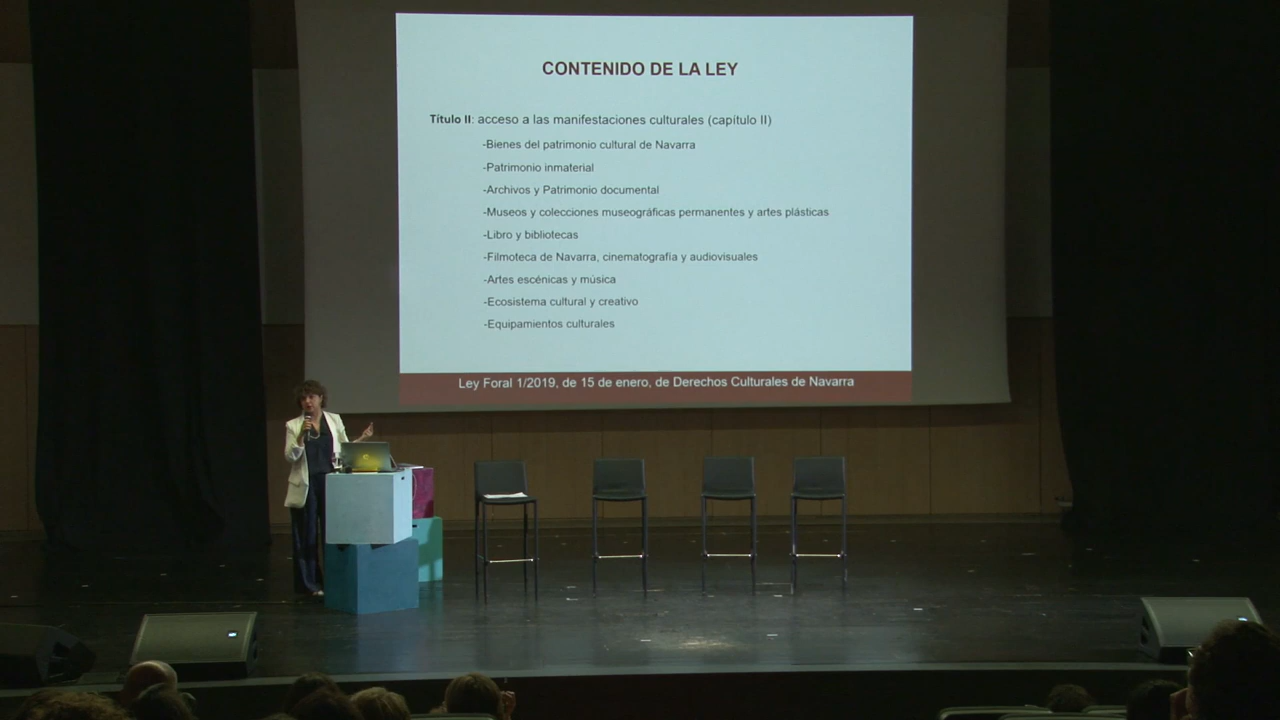 CONTENIDO DE LA LEY
Título II: acceso a las manifestaciones culturales (capítulo II)
-Bienes del patrimonio cultural de Navarra
-Patrimonio inmaterial
-Archivos y Patrimonio documental
-Museos y colecciones museográficas permanentes y artes plásticas
-Libro y bibliotecas
-Filmoteca de Navarra, cinematografía y audiovisuales
-Artes escénicas y música
-Ecosistema cultural y creativo
-Equipamientos culturales
Ley Foral 1/2019, de 15 de enero, de Derechos Culturales de Navarra